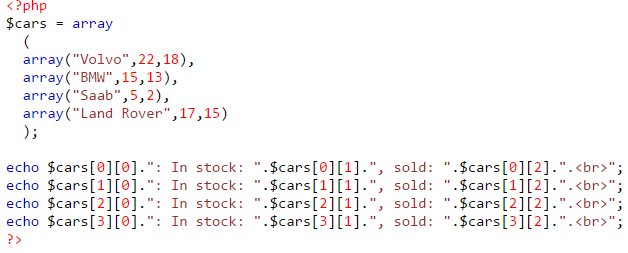 <?php
$cars = array
  (
  array("Volvo",22,18),
  array("BMW",15,13),
  array("Saab",5,2),
  array("Land Rover",17,15)
  );

echo $cars[0][0].": In stock: ".$cars[0][1].", sold: ".$cars[0][2].".<br>";
echo $cars[1][0].": In stock: ".$cars[1][1].", sold: ".$cars[1][2].".<br>";
echo $cars[2][0].": In stock: ".$cars[2][1].", sold: ".$cars[2][2].".<br>";
echo $cars[3][0].": In stock: ".$cars[3][1].", sold: ".$cars[3][2].".<br>";
?>